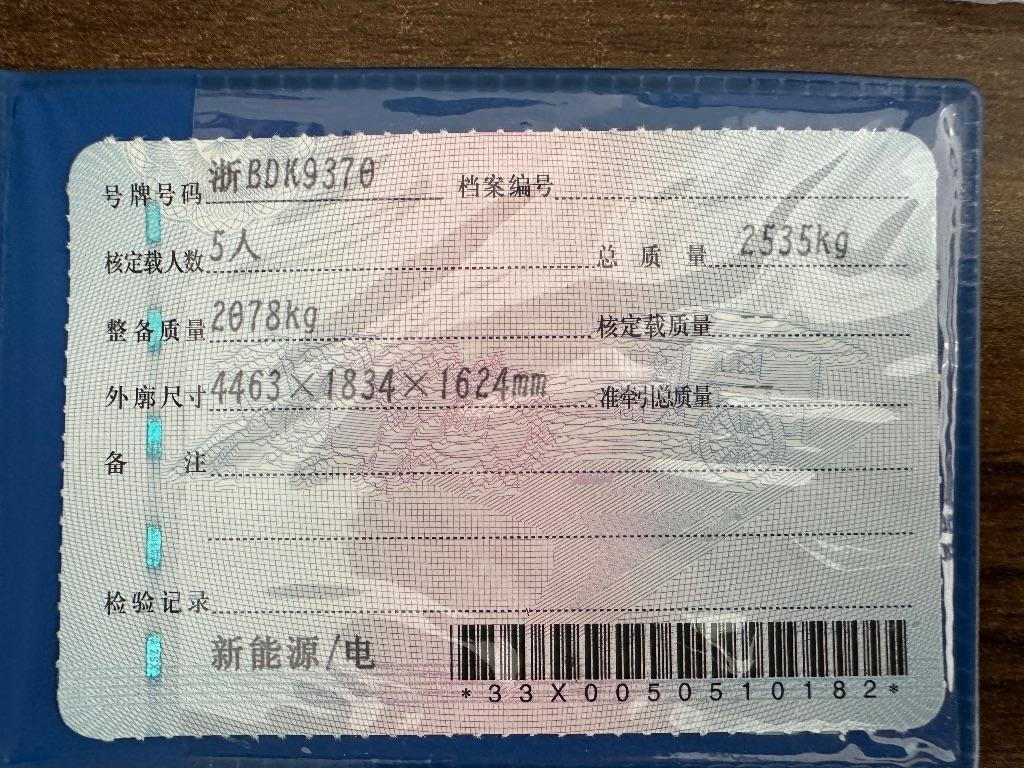 号牌号码 浙BDK9370 档案编号
核定载人数 5人 总质量 2535kg
整备质量 2078kg 核定载质量 --
外廓尺寸 4463×1834×1624mm 准牵引总质量 --
备注
检验记录
新能源/电
*33X0050510182*